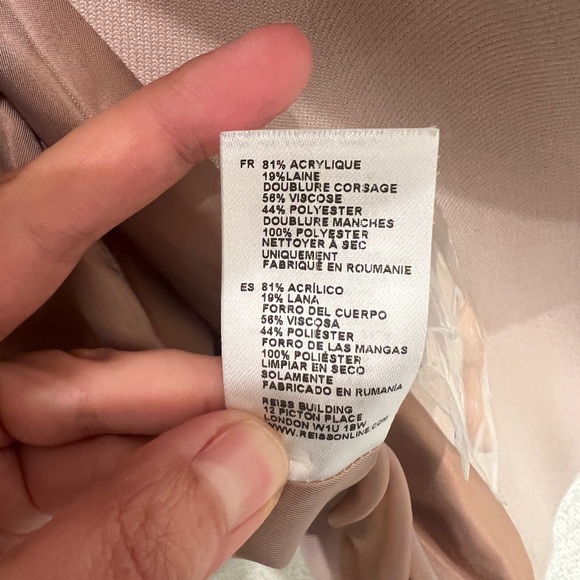 FR 81% ACRYLIQUE
19%LAINE
DOUBLURE CORSAGE
56% VISCOSE
44% POLYESTER
DOUBLURE MANCHES
100% POLYESTER
NETTOYER À SEC
UNIQUEMENT
FABRIQUÉ EN ROUMANIE
ES 81% ACRÍLICO
19% LANA
FORRO DEL CUERPO
56% VISCOSA
44% POLIÉSTER
FORRO DE LAS MANGAS
100% POLIÉSTER
LIMPIAR EN SECO
SOLAMENTE
FABRICADO EN RUMANÍA
REISS BUILDING
12 PICTON PLACE
LONDON W1U 1BW
WWW.REISSONLINE.COM